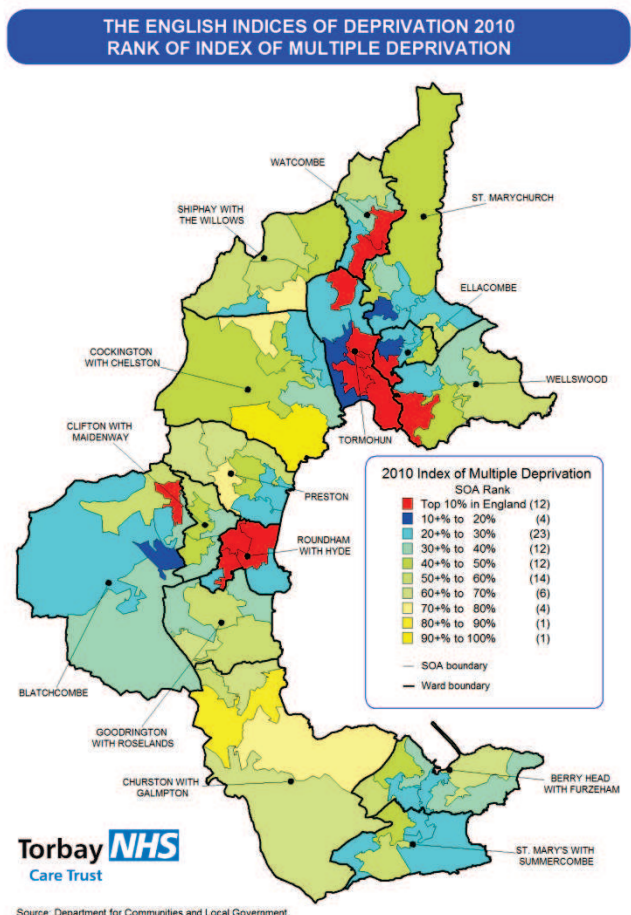 THE ENGLISH INDICES OF DEPRIVATION 2010
RANK OF INDEX OF MULTIPLE DEPRIVATION
WATCOMBE
ST. MARYCHURCH
SHIPHAY WITH
THE WILLOWS
ELLACOMBE
COCKINGTON
WITH CHELSTON
WELLSWOOD
CLIFTON WITH
MAIDENWAY
TORMOHUN
PRESTON
ROUNDHAM
WITH HYDE
2010 Index of Multiple Deprivation
SOA Rank
Top 10% in England (12)
10+% to 20% (4)
20+% to 30% (23)
30+% to 40% (12)
40+% to 50% (12)
50+% to 60% (14)
60+% to 70% (6)
70+% to 80% (4)
80+% to 90% (1)
90+% to 100% (1)
SOA boundary
Ward boundary
BLATCHCOMBE
GOODRINGTON
WITH ROSELANDS
CHURSTON WITH
GALMPTON
BERRY HEAD
WITH FURZEHAM
ST. MARY'S WITH
SUMMERCOMBE
Torbay NHS
Care Trust
Source: Department for Communities and Local Government